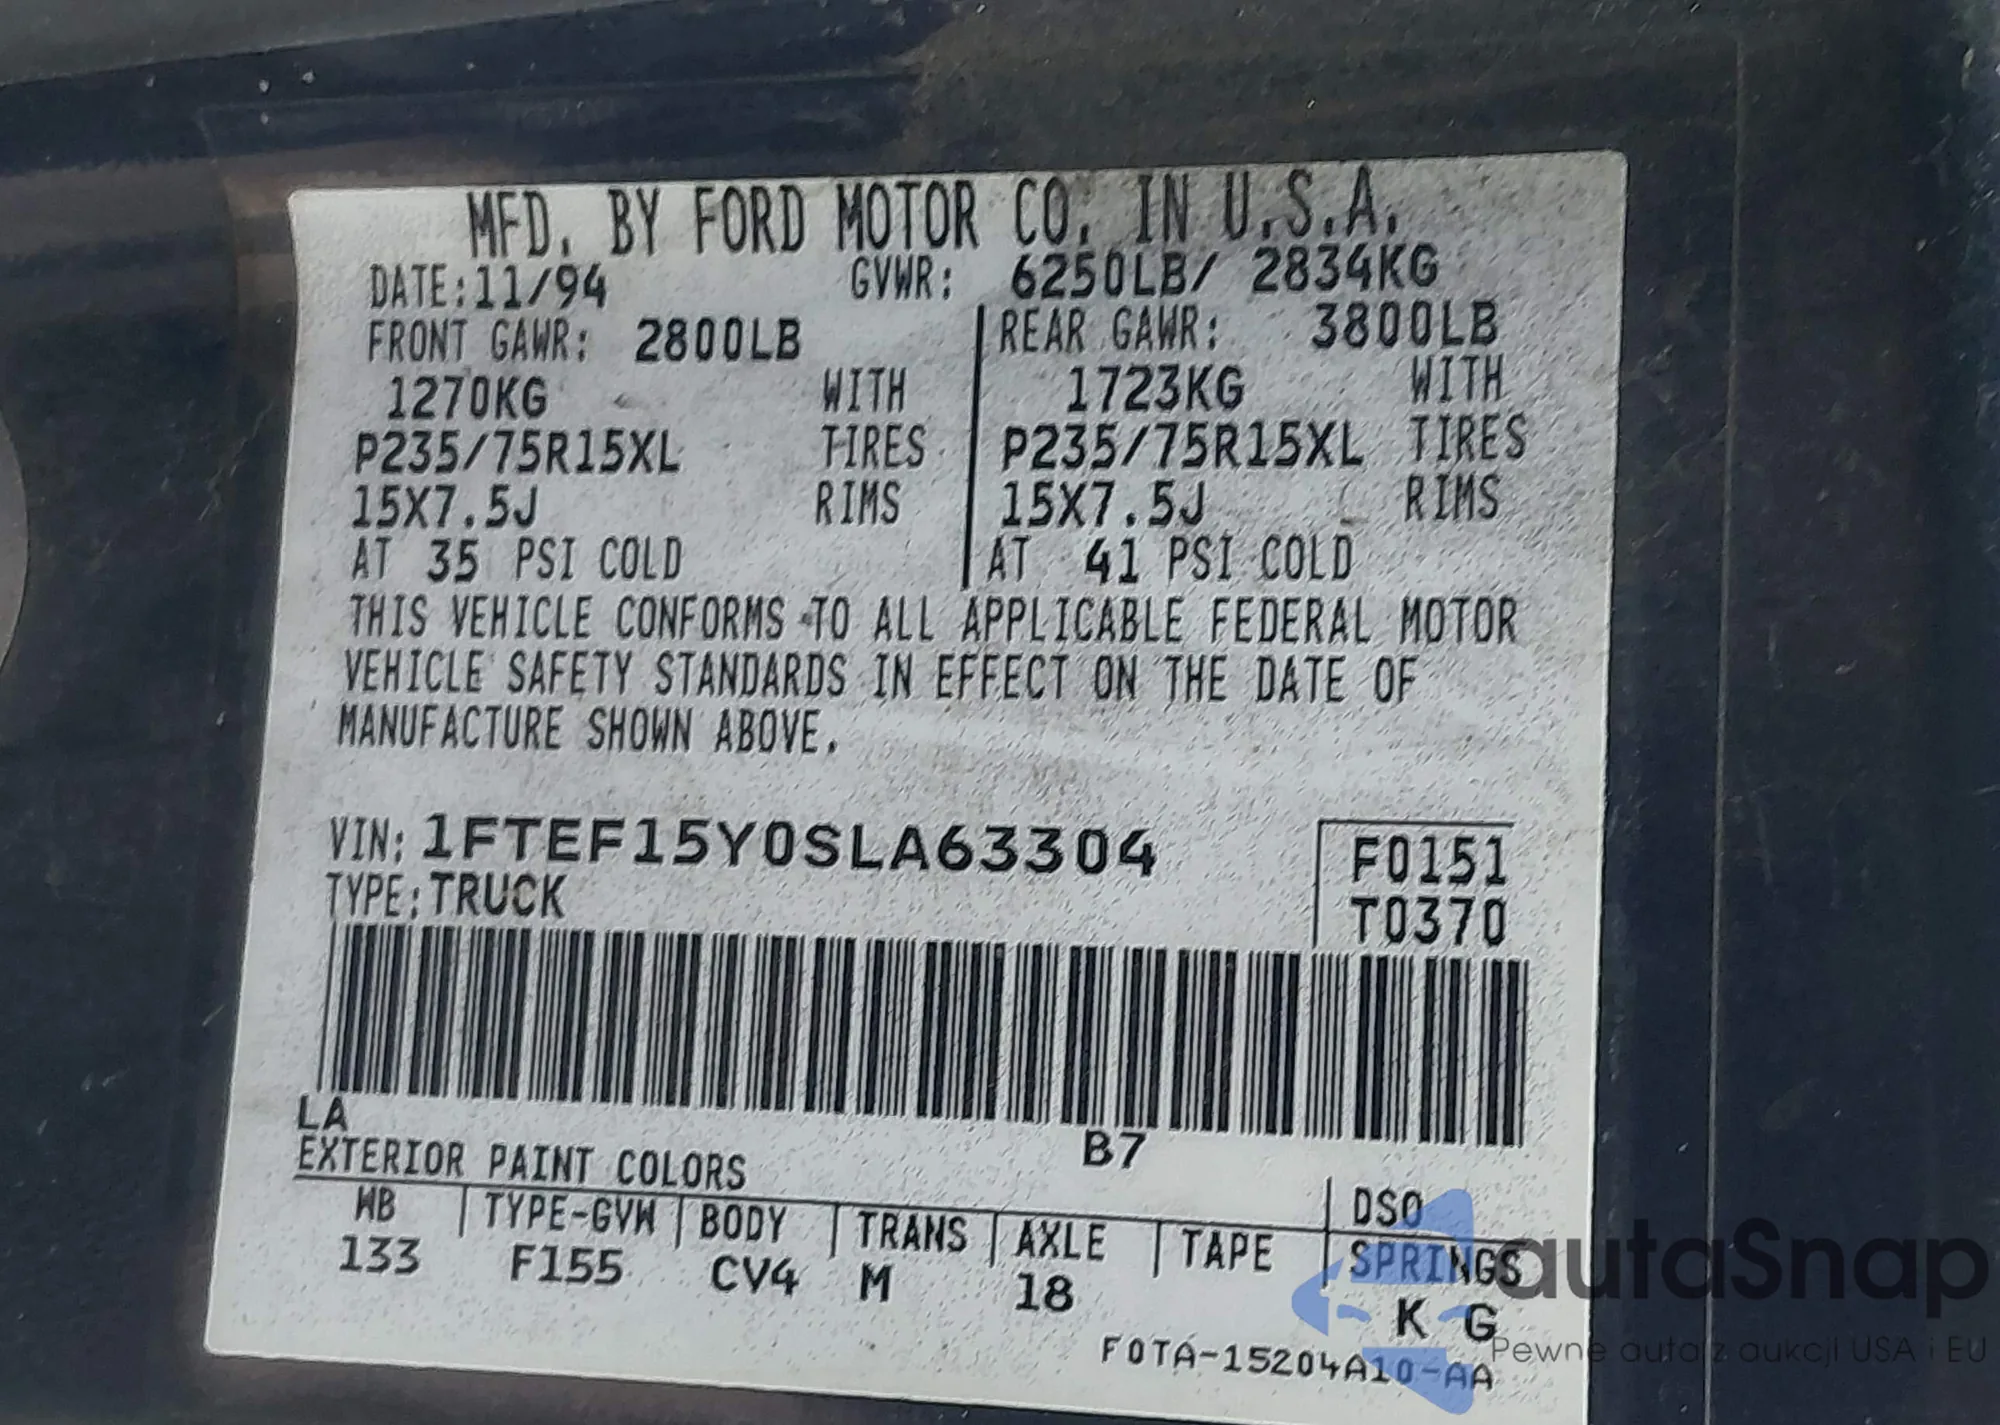 MFD. BY FORD MOTOR CO. IN U.S.A.
DATE:11/94 GVWR: 6250LB/ 2834KG
FRONT GAWR: 2800LB REAR GAWR: 3800LB
1270KG WITH 1723KG WITH
P235/75R15XL TIRES P235/75R15XL TIRES
15X7.5J RIMS 15X7.5J RIMS
AT 35 PSI COLD AT 41 PSI COLD
THIS VEHICLE CONFORMS TO ALL APPLICABLE FEDERAL MOTOR
VEHICLE SAFETY STANDARDS IN EFFECT ON THE DATE OF
MANUFACTURE SHOWN ABOVE.
VIN: 1FTEF15Y0SLA63304 F0151
TYPE: TRUCK T0370
LA B7
EXTERIOR PAINT COLORS DSO
WB TYPE-GVW BODY TRANS AXLE TAPE SPRINGS
133 F155 CV4 M 18 K G
F0TA-15204A10-AA
autoSnap
Pewne auta z aukcji USA i EU